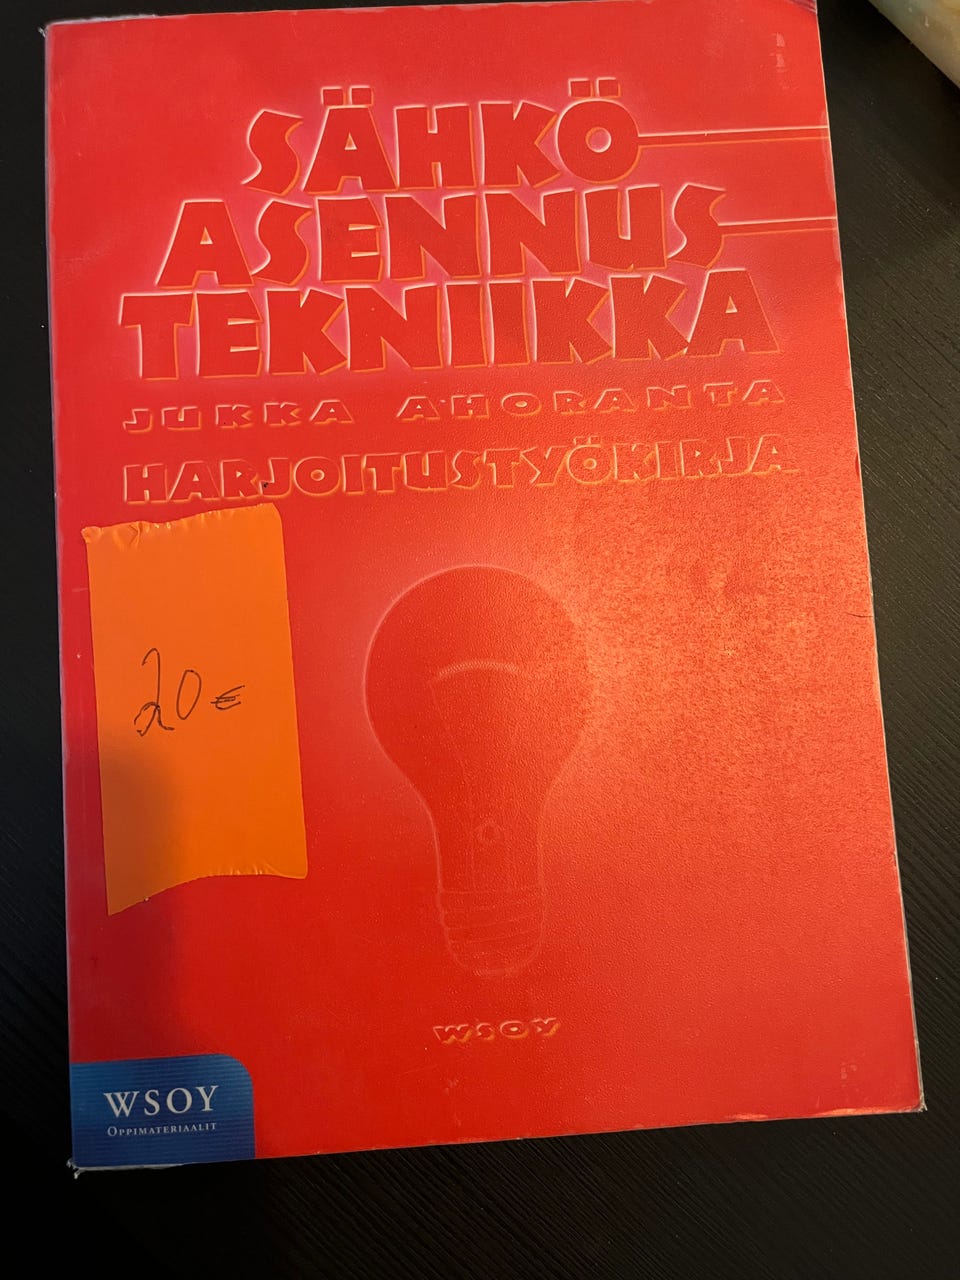 SÄHKÖ
ASENNUS
TEKNIIKKA
JUKKA AHORANTA
HARJOITUSTYÖKIRJA
20€
WSOY
WSOY
OPPIMATERIAALIT